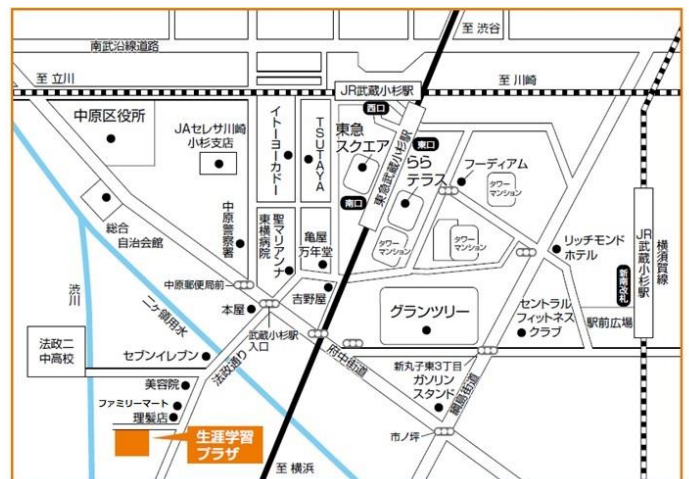 至 渋谷
南武沿線道路
至 立川
至 川崎
JR武蔵小杉駅
西口
中原区役所
JAセレサ川崎
小杉支店
イトーヨーカドー
TSUTAYA
東急
スクエア
東急武蔵小杉駅
東口
らら
テラス
フーディアム
タワー
マンション
南口
総合
自治会館
中原警察署
聖マリアンナ
東横病院
亀屋
万年堂
タワー
マンション
タワー
マンション
リッチモンド
ホテル
JR武蔵小杉駅
横須賀線
新南改札
駅前広場
中原郵便局前
吉野屋
グランツリー
セントラル
フィットネス
クラブ
渋川
二ヶ領用水
本屋
武蔵小杉駅
入口
法政二
中高校
セブンイレブン
法政通り
府中街道
新丸子東3丁目
ガソリン
スタンド
綱島街道
美容院
ファミリーマート
理髪店
生涯学習
プラザ
市ノ坪
至 横浜